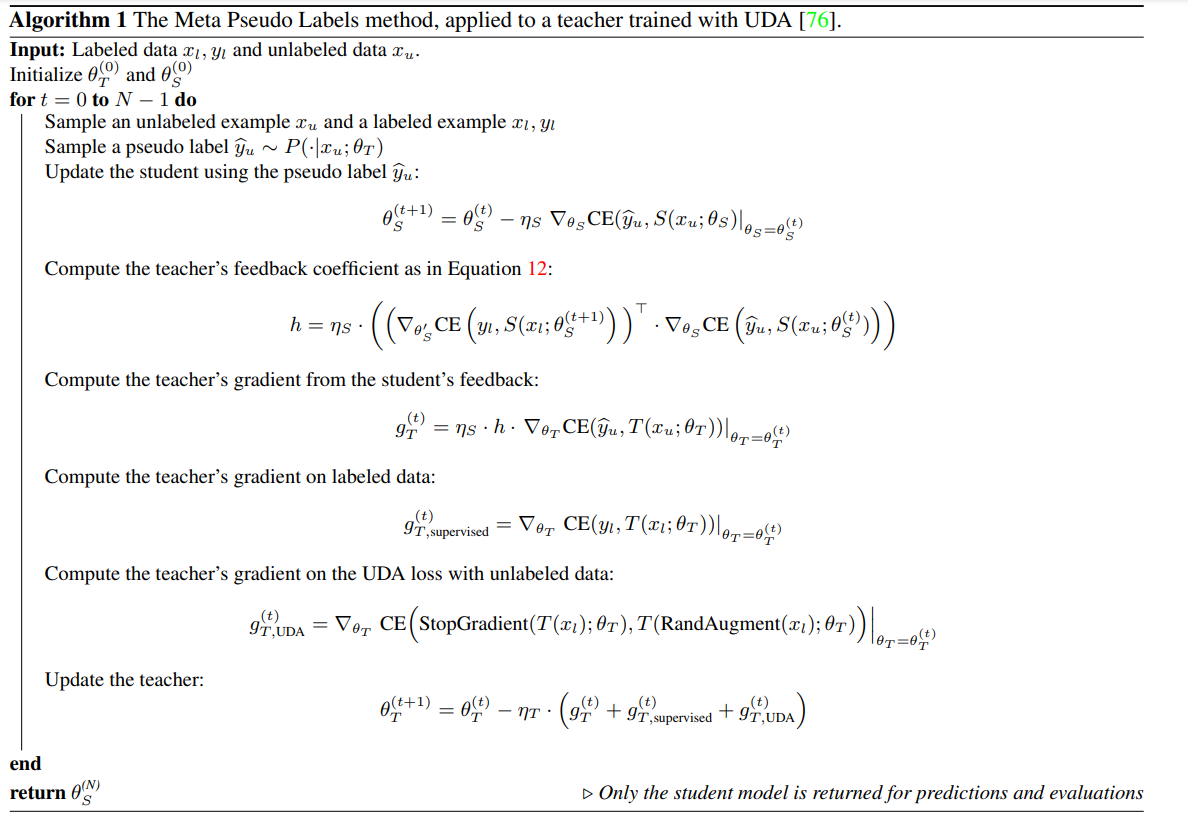 Algorithm 1 The Meta Pseudo Labels method, applied to a teacher trained with UDA [76].
Input: Labeled data $x_l, y_l$ and unlabeled data $x_u$.
Initialize $\theta_T^{(0)}$ and $\theta_S^{(0)}$
for $t = 0$ to $N - 1$ do
Sample an unlabeled example $x_u$ and a labeled example $x_l, y_l$
Sample a pseudo label $\widehat{y}_u \sim P(\cdot|x_u; \theta_T)$
Update the student using the pseudo label $\widehat{y}_u$:
$\theta_S^{(t+1)} = \theta_S^{(t)} - \eta_S \nabla_{\theta_S} \text{CE}(\widehat{y}_u, S(x_u; \theta_S)|_{\theta_S = \theta_S^{(t)}}$
Compute the teacher's feedback coefficient as in Equation 12:
$h = \eta_S \cdot \left( \left( \nabla_{\theta'_S} \text{CE} \left( y_l, S(x_l; \theta_S^{(t+1)} \right) \right)^\top \cdot \nabla_{\theta_S} \text{CE} \left( \widehat{y}_u, S(x_u; \theta_S^{(t)}) \right) \right)$
Compute the teacher's gradient from the student's feedback:
$g_T^{(t)} = \eta_S \cdot h \cdot \nabla_{\theta_T} \text{CE}(\widehat{y}_u, T(x_u; \theta_T))|_{\theta_T = \theta_T^{(t)}}$
Compute the teacher's gradient on labeled data:
$g_{T,\text{supervised}}^{(t)} = \nabla_{\theta_T} \text{CE}(y_l, T(x_l; \theta_T))|_{\theta_T = \theta_T^{(t)}}$
Compute the teacher's gradient on the UDA loss with unlabeled data:
$g_{T,\text{UDA}}^{(t)} = \nabla_{\theta_T} \text{CE}\left( \text{StopGradient}(T(x_l); \theta_T), T(\text{RandAugment}(x_l); \theta_T) \right)|_{\theta_T = \theta_T^{(t)}}$
Update the teacher:
$\theta_T^{(t+1)} = \theta_T^{(t)} - \eta_T \cdot \left( g_T^{(t)} + g_{T,\text{supervised}}^{(t)} + g_{T,\text{UDA}}^{(t)} \right)$
end
return $\theta_S^{(N)}$ ▷ Only the student model is returned for predictions and evaluations